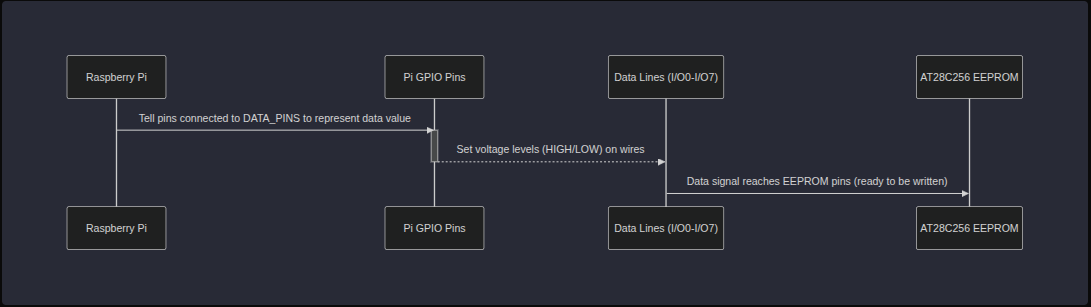 Raspberry Pi
Pi GPIO Pins
Data Lines (I/O0-I/O7)
AT28C256 EEPROM
Tell pins connected to DATA_PINS to represent data value
Set voltage levels (HIGH/LOW) on wires
Data signal reaches EEPROM pins (ready to be written)
Raspberry Pi
Pi GPIO Pins
Data Lines (I/O0-I/O7)
AT28C256 EEPROM